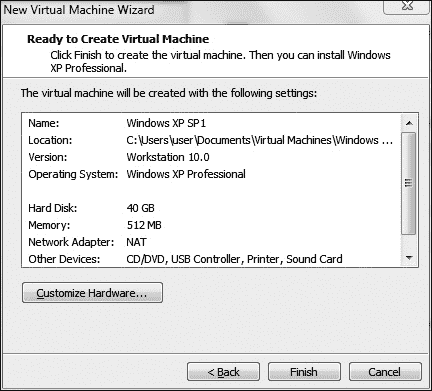 New Virtual Machine Wizard
Ready to Create Virtual Machine
Click Finish to create the virtual machine. Then you can install Windows
XP Professional.
The virtual machine will be created with the following settings:
Name: Windows XP SP1
Location: C:\Users\user\Documents\Virtual Machines\Windows ...
Version: Workstation 10.0
Operating System: Windows XP Professional
Hard Disk: 40 GB
Memory: 512 MB
Network Adapter: NAT
Other Devices: CD/DVD, USB Controller, Printer, Sound Card
Customize Hardware...
< Back Finish Cancel